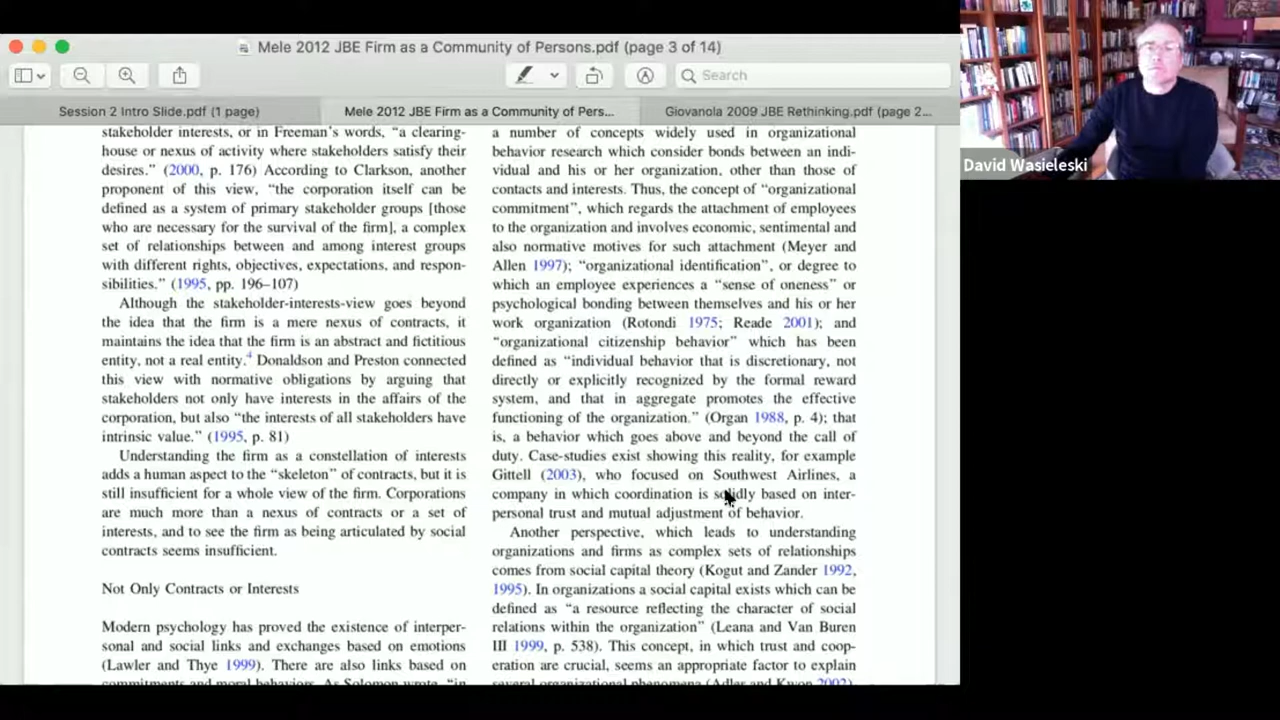 Mele 2012 JBE Firm as a Community of Persons.pdf (page 3 of 14)
Search
Session 2 Intro Slide.pdf (1 page)
Mele 2012 JBE Firm as a Community of Pers...
Giovanola 2009 JBE Rethinking.pdf (page 2...
David Wasieleski
stakeholder interests, or in Freeman's words, “a clearing-
house or nexus of activity where stakeholders satisfy their
desires.” (2000, p. 176) According to Clarkson, another
proponent of this view, “the corporation itself can be
defined as a system of primary stakeholder groups [those
who are necessary for the survival of the firm], a complex
set of relationships between and among interest groups
with different rights, objectives, expectations, and respon-
sibilities.” (1995, pp. 196–107)
Although the stakeholder-interests-view goes beyond
the idea that the firm is a mere nexus of contracts, it
maintains the idea that the firm is an abstract and fictitious
entity, not a real entity.4 Donaldson and Preston connected
this view with normative obligations by arguing that
stakeholders not only have interests in the affairs of the
corporation, but also “the interests of all stakeholders have
intrinsic value.” (1995, p. 81)
Understanding the firm as a constellation of interests
adds a human aspect to the “skeleton” of contracts, but it is
still insufficient for a whole view of the firm. Corporations
are much more than a nexus of contracts or a set of
interests, and to see the firm as being articulated by social
contracts seems insufficient.
Not Only Contracts or Interests
Modern psychology has proved the existence of interper-
sonal and social links and exchanges based on emotions
(Lawler and Thye 1999). There are also links based on
commitments and moral behaviors. As Solomon wrote, “in
a number of concepts widely used in organizational
behavior research which consider bonds between an indi-
vidual and his or her organization, other than those of
contacts and interests. Thus, the concept of “organizational
commitment”, which regards the attachment of employees
to the organization and involves economic, sentimental and
also normative motives for such attachment (Meyer and
Allen 1997); “organizational identification”, or degree to
which an employee experiences a “sense of oneness” or
psychological bonding between themselves and his or her
work organization (Rotondi 1975; Reade 2001); and
“organizational citizenship behavior” which has been
defined as “individual behavior that is discretionary, not
directly or explicitly recognized by the formal reward
system, and that in aggregate promotes the effective
functioning of the organization.” (Organ 1988, p. 4); that
is, a behavior which goes above and beyond the call of
duty. Case-studies exist showing this reality, for example
Gittell (2003), who focused on Southwest Airlines, a
company in which coordination is solidly based on inter-
personal trust and mutual adjustment of behavior.
Another perspective, which leads to understanding
organizations and firms as complex sets of relationships
comes from social capital theory (Kogut and Zander 1992,
1995). In organizations a social capital exists which can be
defined as “a resource reflecting the character of social
relations within the organization” (Leana and Van Buren
III 1999, p. 538). This concept, in which trust and coop-
eration are crucial, seems an appropriate factor to explain
several organizational phenomena (Adler and Kwon 2002).